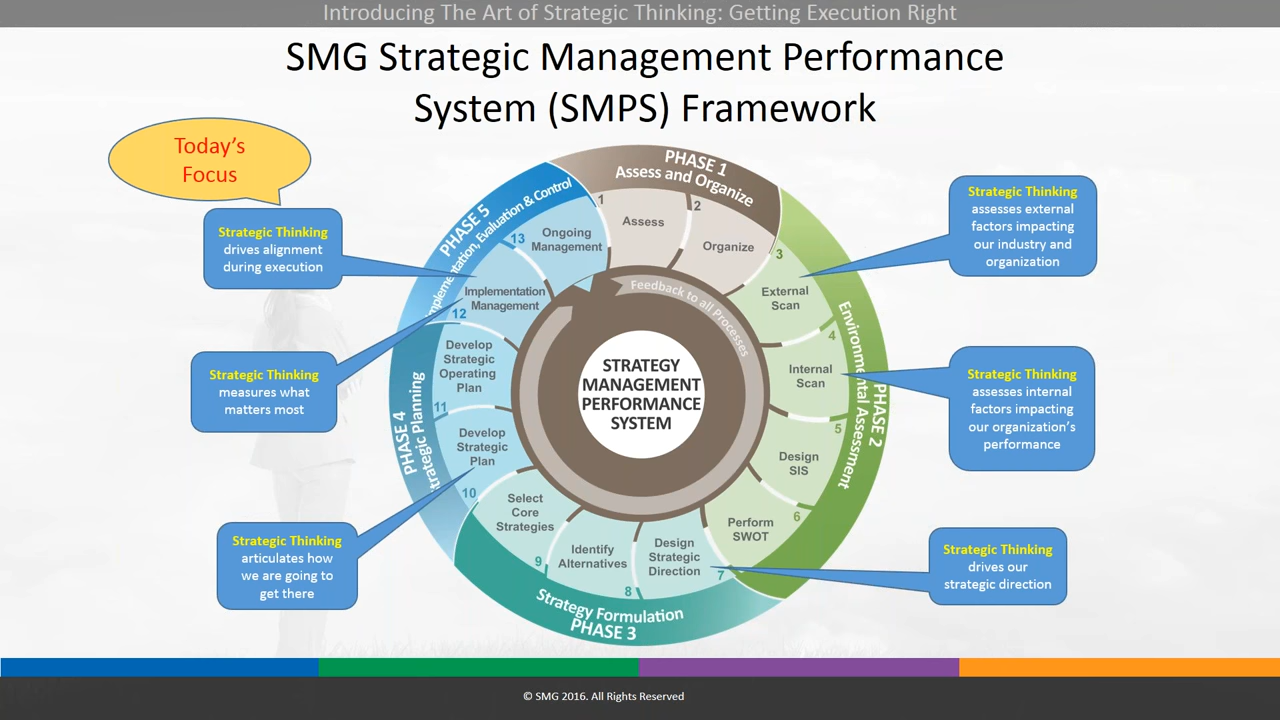 Introducing The Art of Strategic Thinking: Getting Execution Right
SMG Strategic Management Performance
System (SMPS) Framework
Today's
Focus
Strategic Thinking
drives alignment
during execution
Strategic Thinking
measures what
matters most
Strategic Thinking
articulates how
we are going to
get there
Strategic Thinking
assesses external
factors impacting
our industry and
organization
Strategic Thinking
assesses internal
factors impacting
our organization's
performance
Strategic Thinking
drives our
strategic direction
PHASE 1
Assess and Organize
1
Assess
2
Organize
PHASE 2
Environmental Assessment
3
External
Scan
4
Internal
Scan
5
Design
SIS
6
Perform
SWOT
7
Design
Strategic
Direction
8
Identify
Alternatives
9
Select
Core
Strategies
Strategy Formulation
PHASE 3
10
Develop
Strategic
Plan
11
Develop
Strategic
Operating
Plan
PHASE 4
Strategic Planning
12
Implementation
Management
13
Ongoing
Management
PHASE 5
Implementation, Evaluation & Control
Feedback to all Processes
STRATEGY
MANAGEMENT
PERFORMANCE
SYSTEM
© SMG 2016. All Rights Reserved